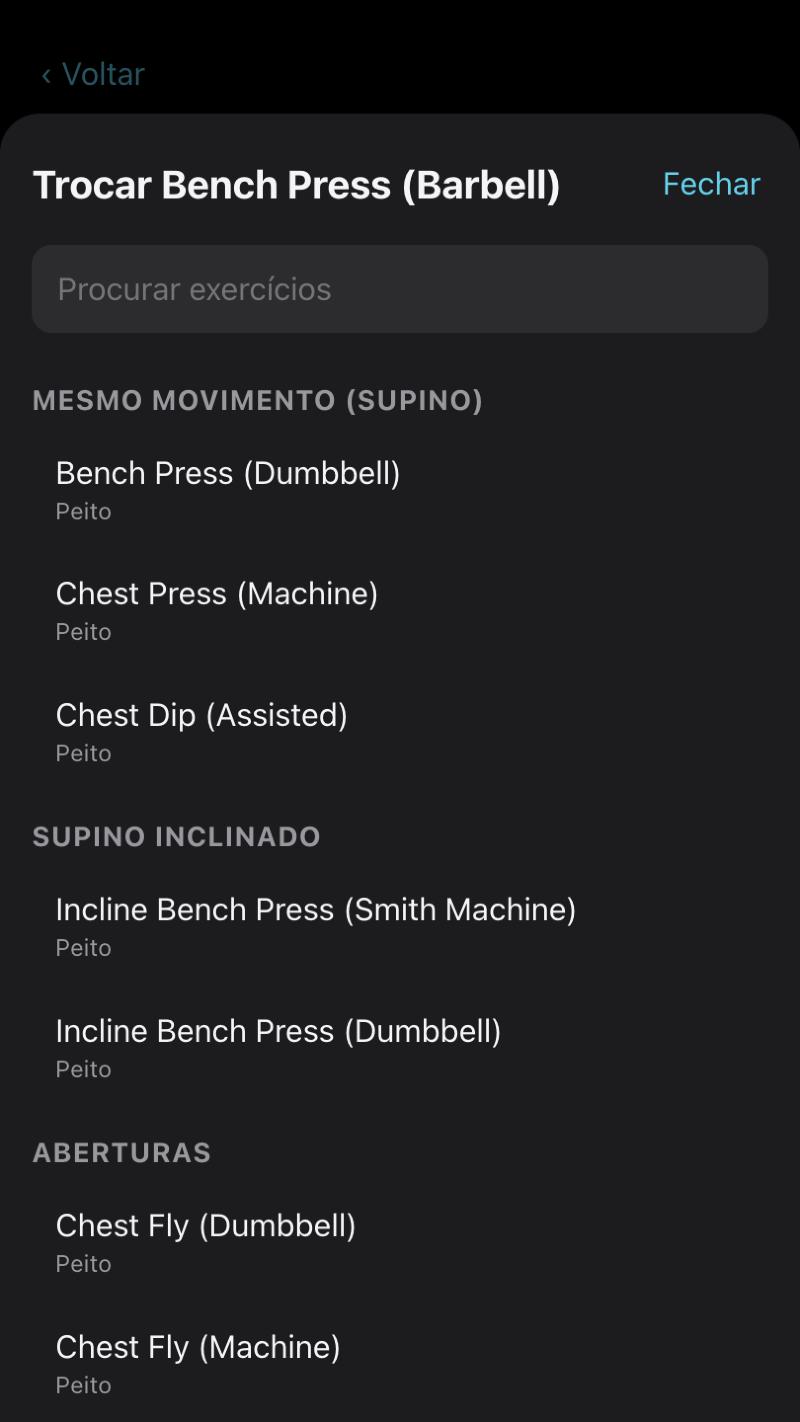 ‹ Voltar
Trocar Bench Press (Barbell)
Fechar
Procurar exercícios
MESMO MOVIMENTO (SUPINO)
Bench Press (Dumbbell)
Peito
Chest Press (Machine)
Peito
Chest Dip (Assisted)
Peito
SUPINO INCLINADO
Incline Bench Press (Smith Machine)
Peito
Incline Bench Press (Dumbbell)
Peito
ABERTURAS
Chest Fly (Dumbbell)
Peito
Chest Fly (Machine)
Peito